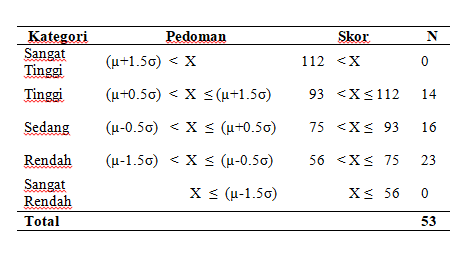 Kategori Pedoman Skor N
Sangat
Tinggi (μ+1.5σ) < X 112 <X 0
Tinggi (μ+0.5σ) < X ≤(μ+1.5σ) 93 <X≤112 14
Sedang (μ-0.5σ) < X ≤ (μ+0.5σ) 75 <X≤ 93 16
Rendah (μ-1.5σ) < X ≤ (μ-0.5σ) 56 <X≤ 75 23
Sangat
Rendah X ≤ (μ-1.5σ) X≤ 56 0
Total 53